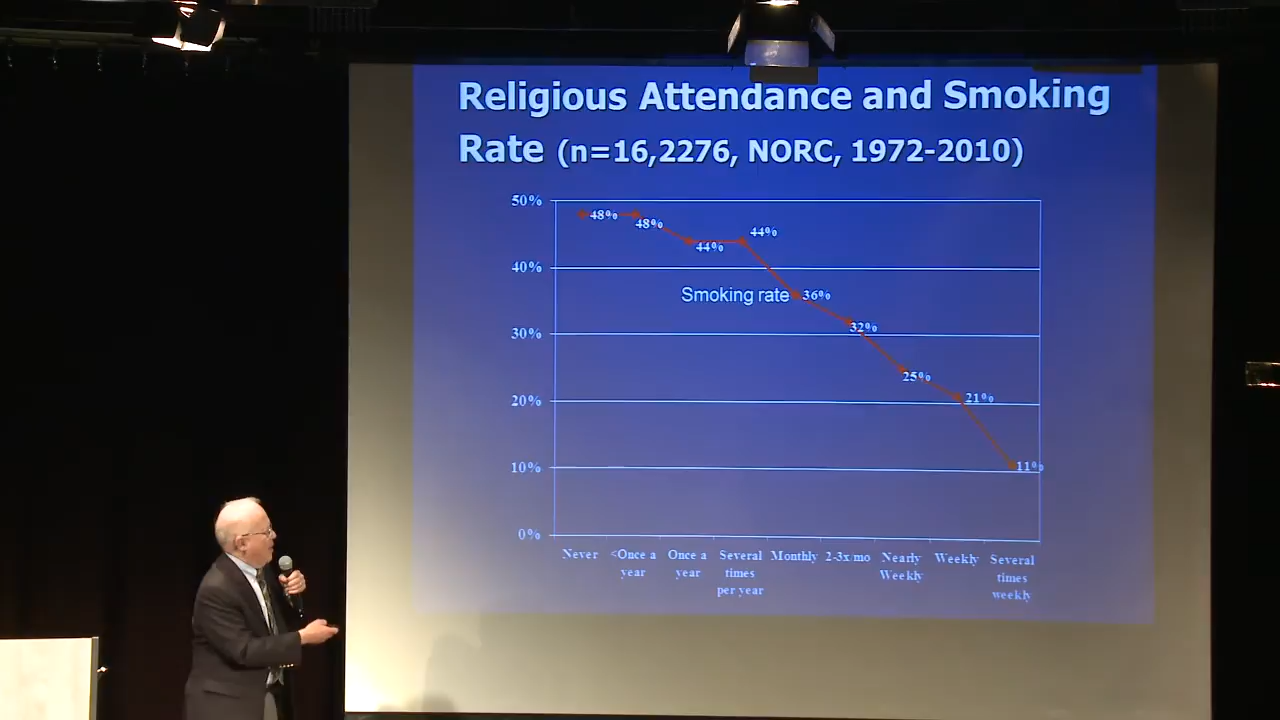 Religious Attendance and Smoking
Rate (n=16,2276, NORC, 1972-2010)
50%
40%
30%
20%
10%
0%
48%
48%
44%
44%
Smoking rate
36%
32%
25%
21%
11%
Never
<Once a
year
Once a
year
Several
times
per year
Monthly
2-3x/mo
Nearly
Weekly
Weekly
Several
times
weekly